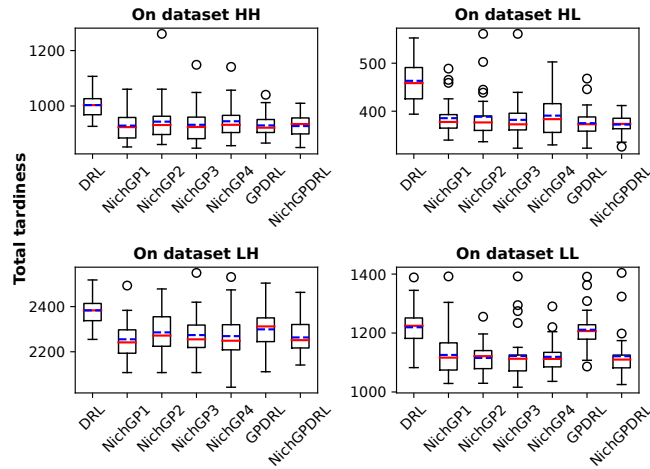 On dataset HH
1200
1000
DRL
NichGP1
NichGP2
NichGP3
NichGP4
GPDRL
NichGPDRL
On dataset HL
500
400
DRL
NichGP1
NichGP2
NichGP3
NichGP4
GPDRL
NichGPDRL
Total tardiness
On dataset LH
2400
2200
DRL
NichGP1
NichGP2
NichGP3
NichGP4
GPDRL
NichGPDRL
On dataset LL
1400
1200
1000
DRL
NichGP1
NichGP2
NichGP3
NichGP4
GPDRL
NichGPDRL